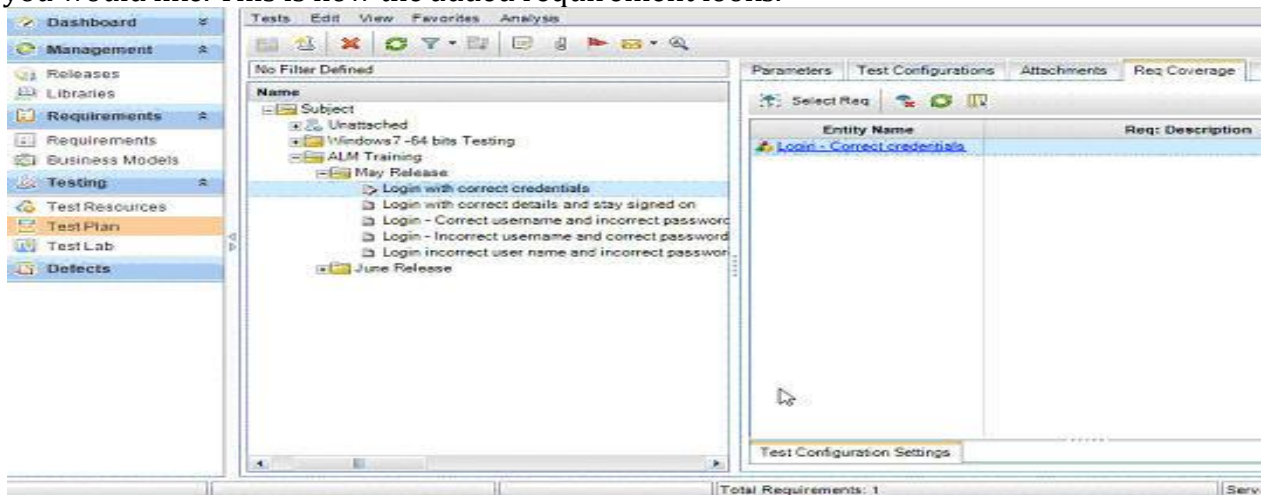 you would like. This is how the added requirement looks:
Dashboard
Management
Releases
Libraries
Requirements
Requirements
Business Models
Testing
Test Resources
Test Plan
Test Lab
Defects
Tests Edit View Favorites Analysis
No Filter Defined
Name
Subject
Unattached
Windows7 -64 bits Testing
ALM Training
May Release
Login with correct credentials
Login with correct details and stay signed on
Login - Correct username and incorrect password
Login - Incorrect username and correct password
Login incorrect user name and incorrect passwor
June Release
Parameters Test Configurations Attachments Req Coverage
Select Req
Entity Name Req: Description
Login - Correct credentials
Test Configuration Settings
Total Requirements: 1 Serv